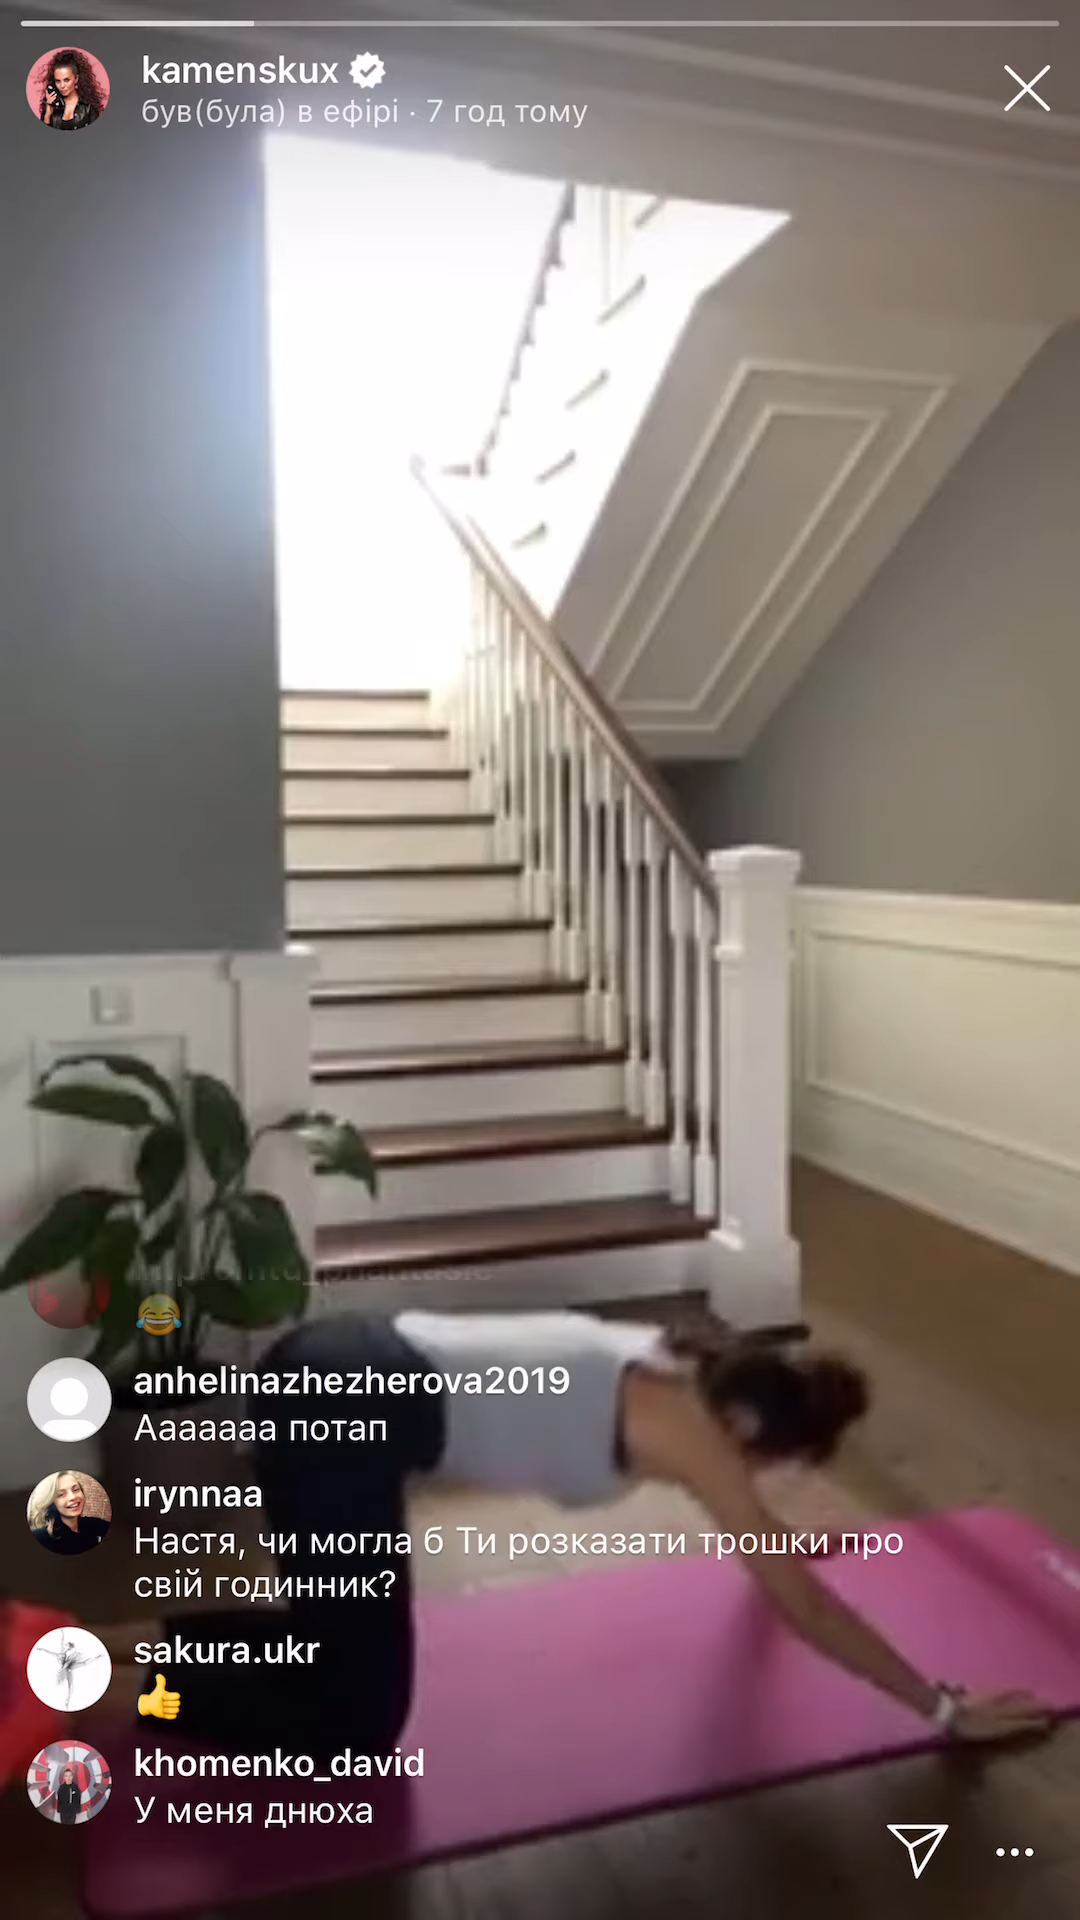 kamenskux
був(була) в ефірі · 7 год тому
😂
anhelinazhezherova2019
Ааааааа потап
irynnaa
Настя, чи могла б Ти розказати трошки про
свій годинник?
sakura.ukr
👍
khomenko_david
У меня днюха